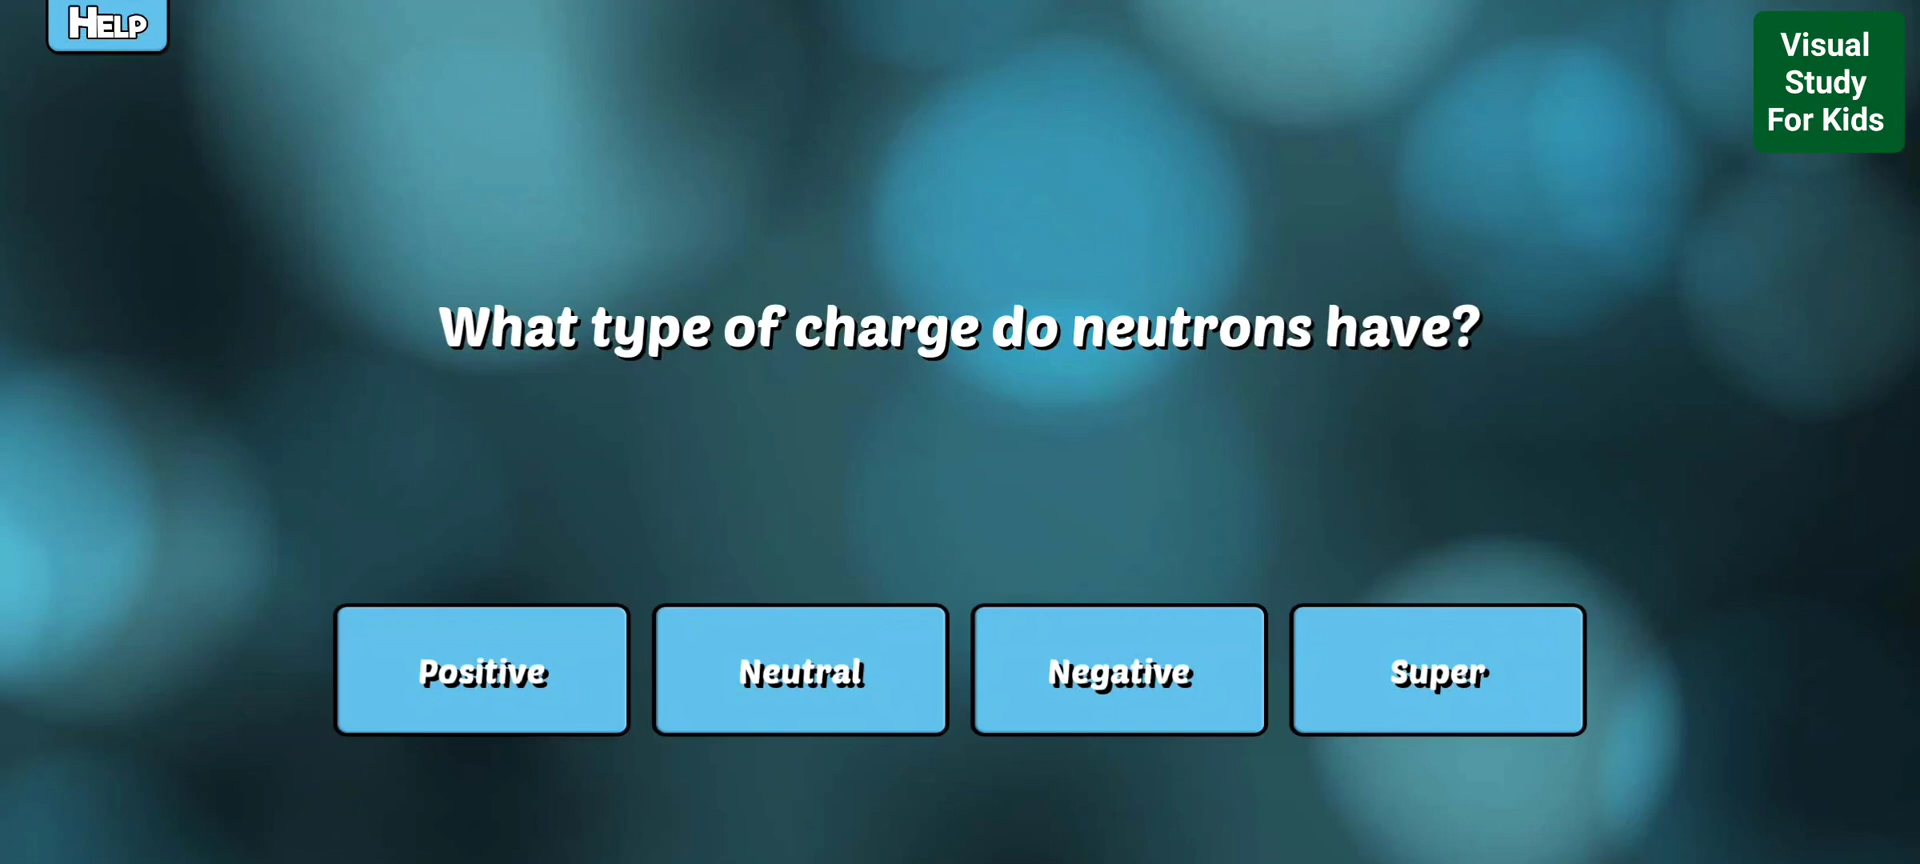 HELP
Visual
Study
For Kids
What type of charge do neutrons have?
Positive
Neutral
Negative
Super